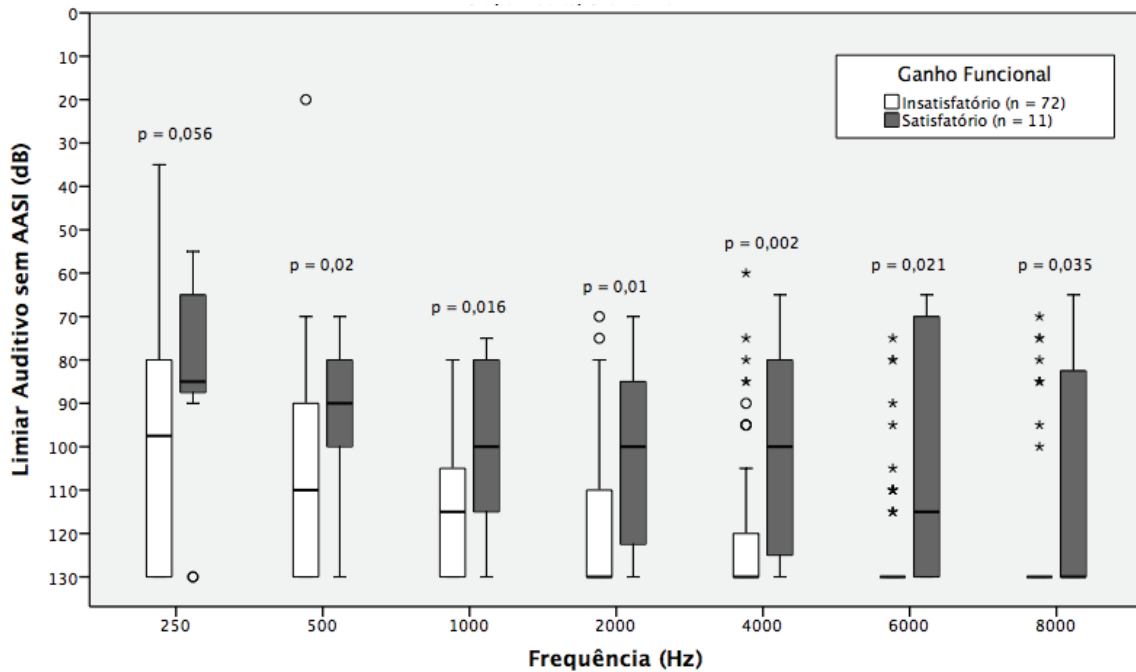 Ganho Funcional
Insatisfatório (n = 72)
Satisfatório (n = 11)
Limiar Auditivo sem AASI (dB)
0
10
20
30
40
50
60
70
80
90
100
110
120
130
p = 0,056
p = 0,02
p = 0,016
p = 0,01
p = 0,002
p = 0,021
p = 0,035
250
500
1000
2000
4000
6000
8000
Frequência (Hz)